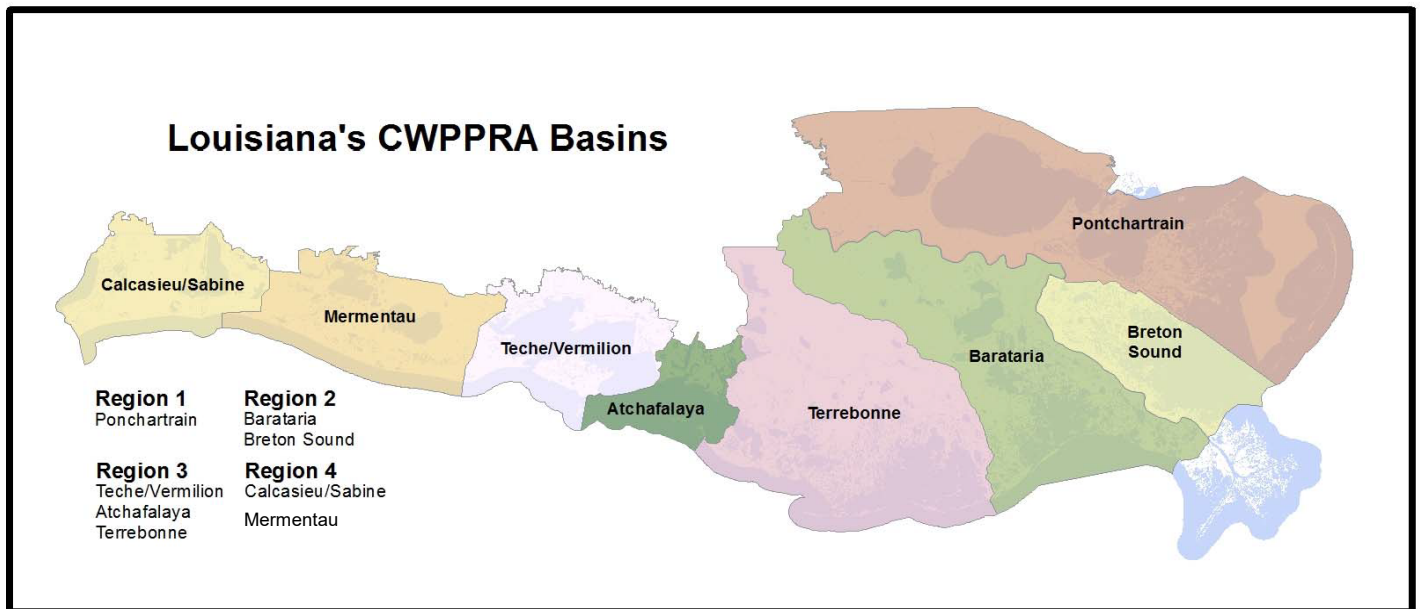 Louisiana's CWPPRA Basins
Pontchartrain
Calcasieu/Sabine
Mermentau
Teche/Vermilion
Atchafalaya
Terrebonne
Barataria
Breton
Sound
Region 1
Ponchartrain
Region 2
Barataria
Breton Sound
Region 3
Teche/Vermilion
Atchafalaya
Terrebonne
Region 4
Calcasieu/Sabine
Mermentau